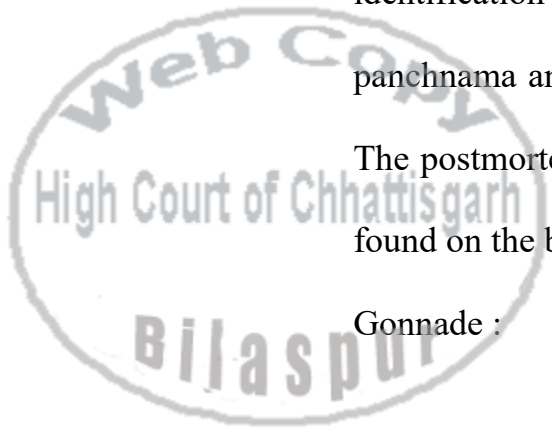 identification
panchnama an
The postmorte
found on the b
Gonnade :
Web Copy
High Court of Chhattisgarh
Bilaspur